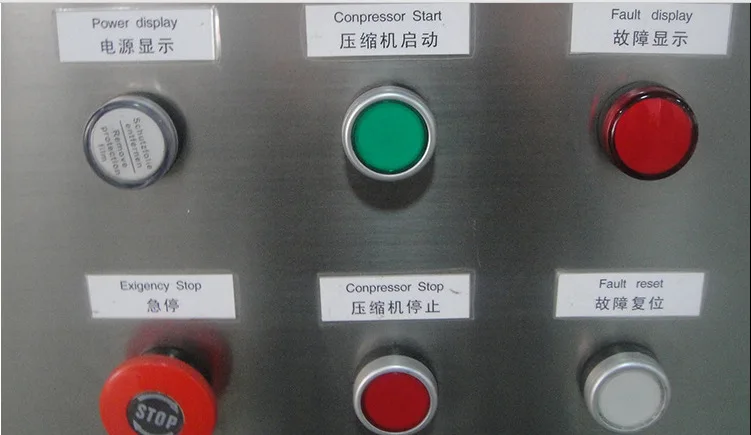 Power display
电源显示
Conpressor Start
压缩机启动
Fault display
故障显示
Schutzfolie
entfernen
Remove
protection
film
Exigency Stop
急停
Conpressor Stop
压缩机停止
Fault reset
故障复位
STOP